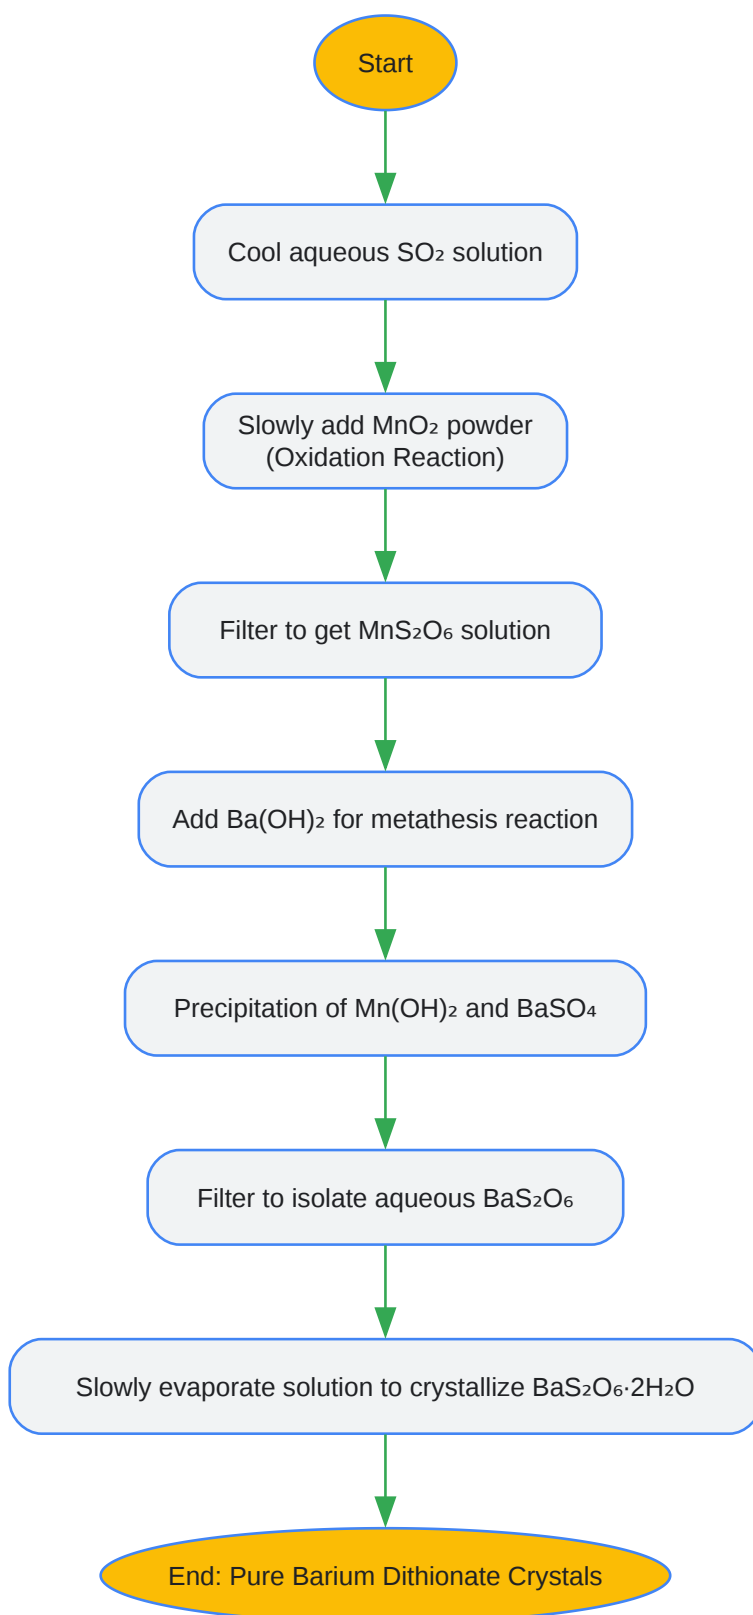 Start
Cool aqueous SO₂ solution
Slowly add MnO₂ powder
(Oxidation Reaction)
Filter to get MnS₂O₆ solution
Add Ba(OH)₂ for metathesis reaction
Precipitation of Mn(OH)₂ and BaSO₄
Filter to isolate aqueous BaS₂O₆
Slowly evaporate solution to crystallize BaS₂O₆·2H₂O
End: Pure Barium Dithionate Crystals